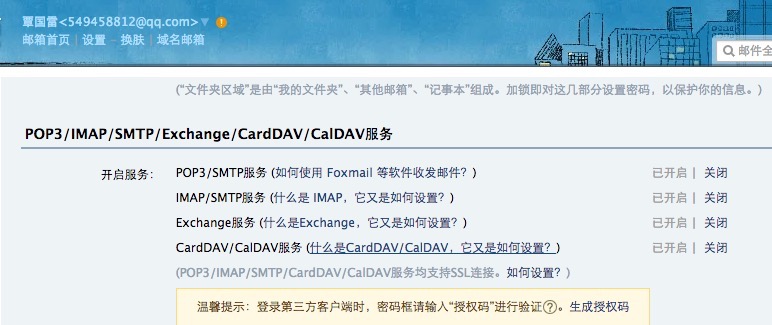 覃国雷<549458812@qq.com>
邮箱首页 | 设置 - 换肤 | 域名邮箱
邮件全
(“文件夹区域”是由“我的文件夹”、“其他邮箱”、“记事本”组成。加锁即对这几部分设置密码，以保护你的信息。)
POP3/IMAP/SMTP/Exchange/CardDAV/CalDAV服务
开启服务： POP3/SMTP服务 (如何使用 Foxmail 等软件收发邮件？) 已开启 | 关闭
IMAP/SMTP服务 (什么是 IMAP，它又是如何设置？) 已开启 | 关闭
Exchange服务 (什么是Exchange，它又是如何设置？) 已开启 | 关闭
CardDAV/CalDAV服务 (什么是CardDAV/CalDAV，它又是如何设置？) 已开启 | 关闭
(POP3/IMAP/SMTP/CardDAV/CalDAV服务均支持SSL连接。如何设置？)
温馨提示：登录第三方客户端时，密码框请输入“授权码”进行验证?。生成授权码